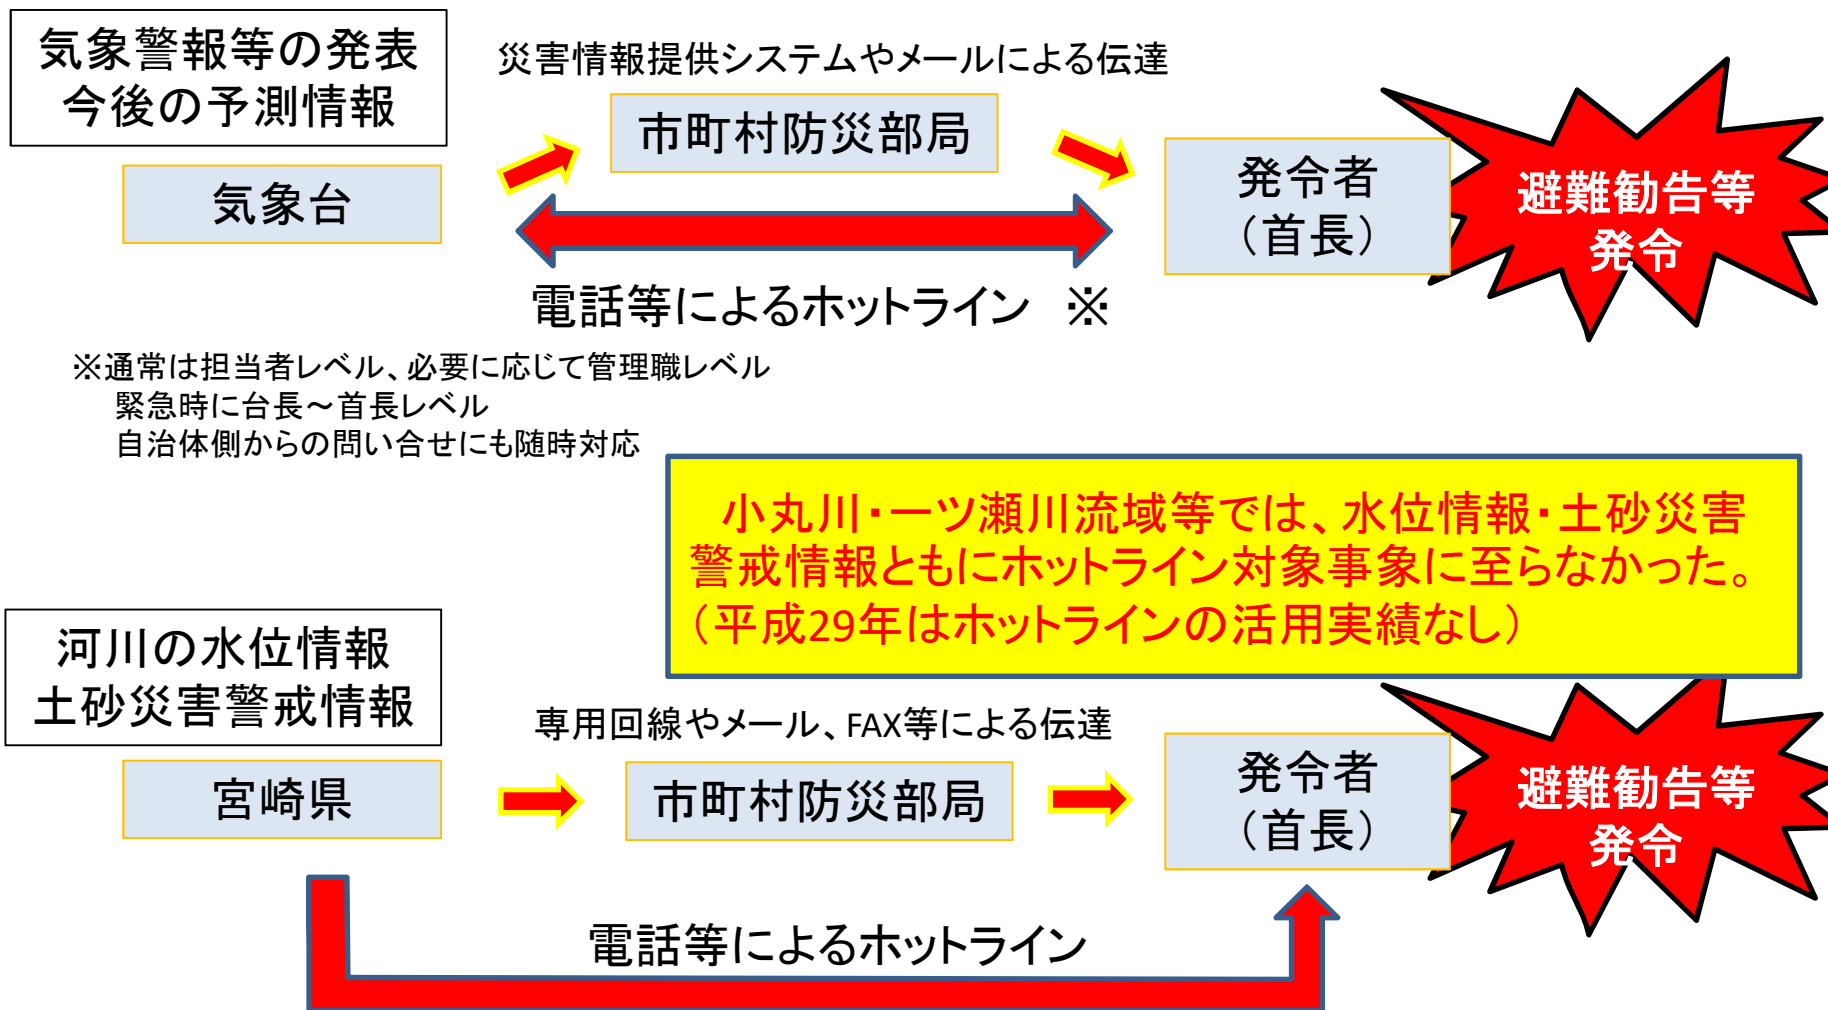 気象警報等の発表
今後の予測情報
災害情報提供システムやメールによる伝達
市町村防災部局
気象台
発令者
（首長）
避難勧告等
発令
電話等によるホットライン　※
※通常は担当者レベル、必要に応じて管理職レベル
緊急時に台長～首長レベル
自治体側からの問い合せにも随時対応
小丸川・一ツ瀬川流域等では、水位情報・土砂災害
警戒情報ともにホットライン対象事象に至らなかった。
（平成29年はホットラインの活用実績なし）
河川の水位情報
土砂災害警戒情報
専用回線やメール、FAX等による伝達
宮崎県
市町村防災部局
発令者
（首長）
避難勧告等
発令
電話等によるホットライン